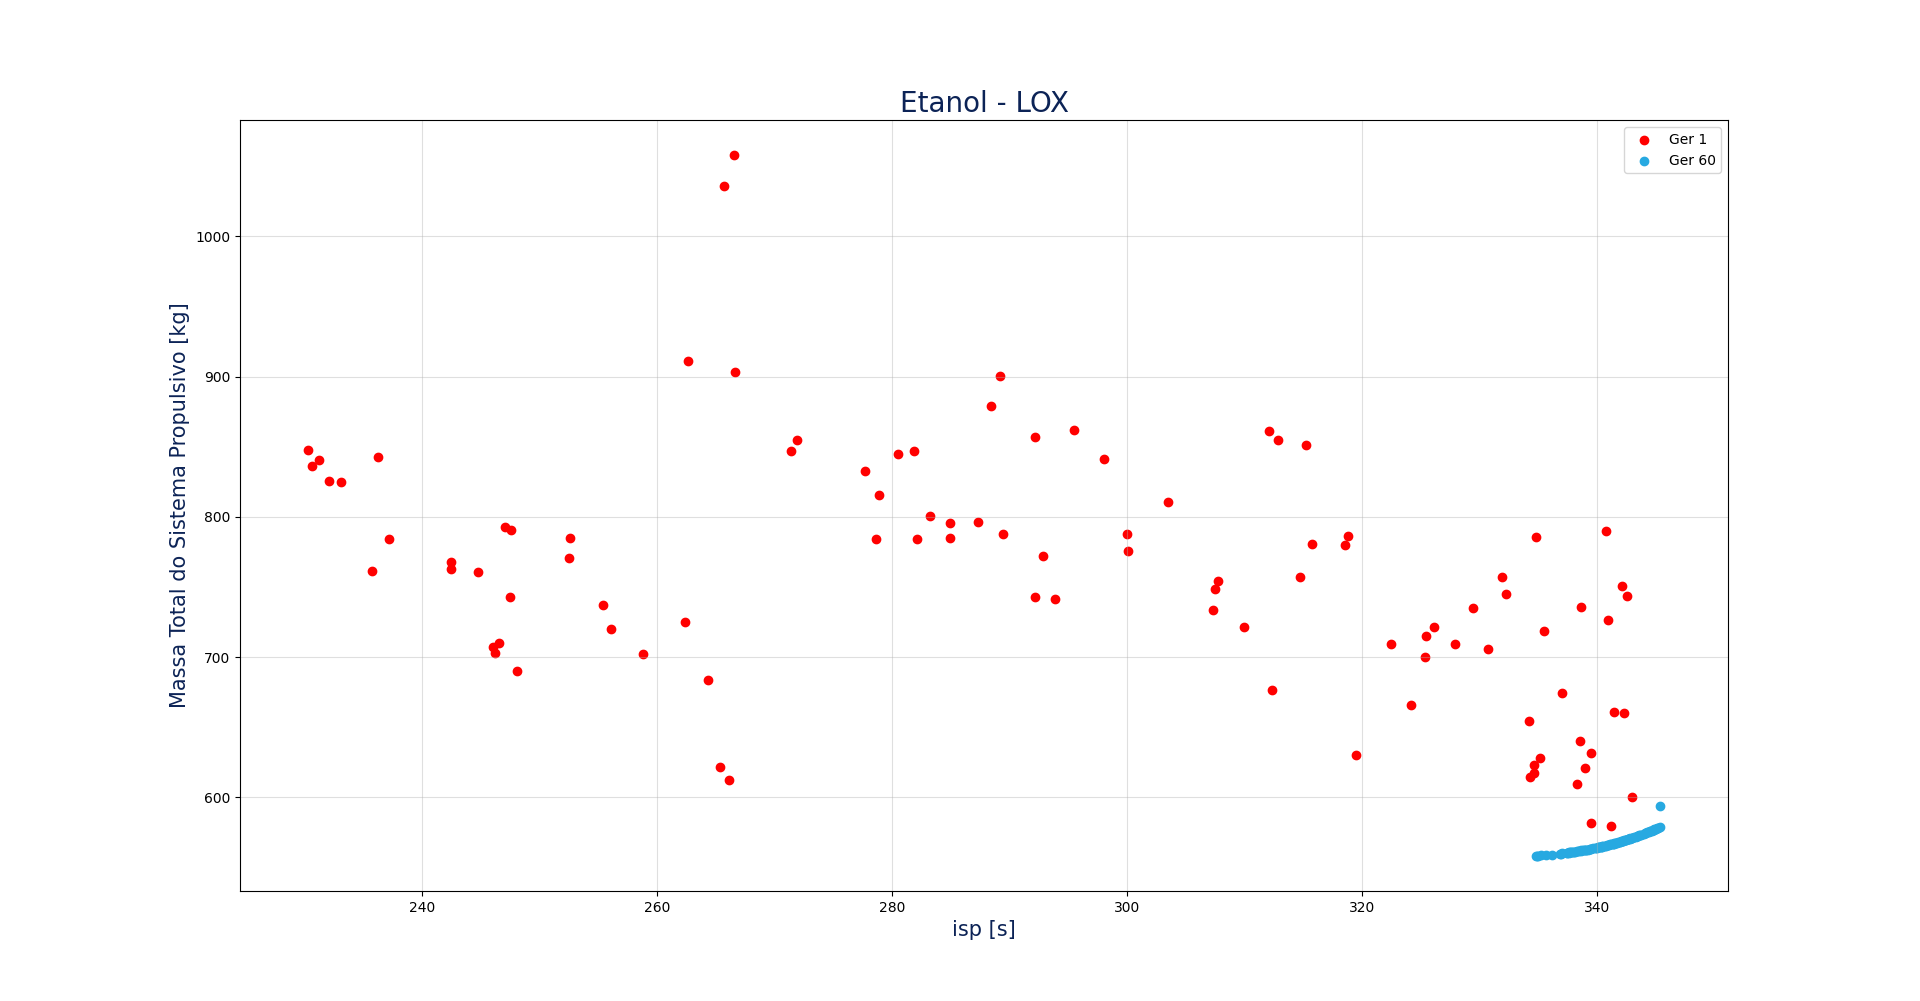 Etanol - LOX
Ger 1
Ger 60
Massa Total do Sistema Propulsivo [kg]
1000
900
800
700
600
240
260
280
300
320
340
isp [s]